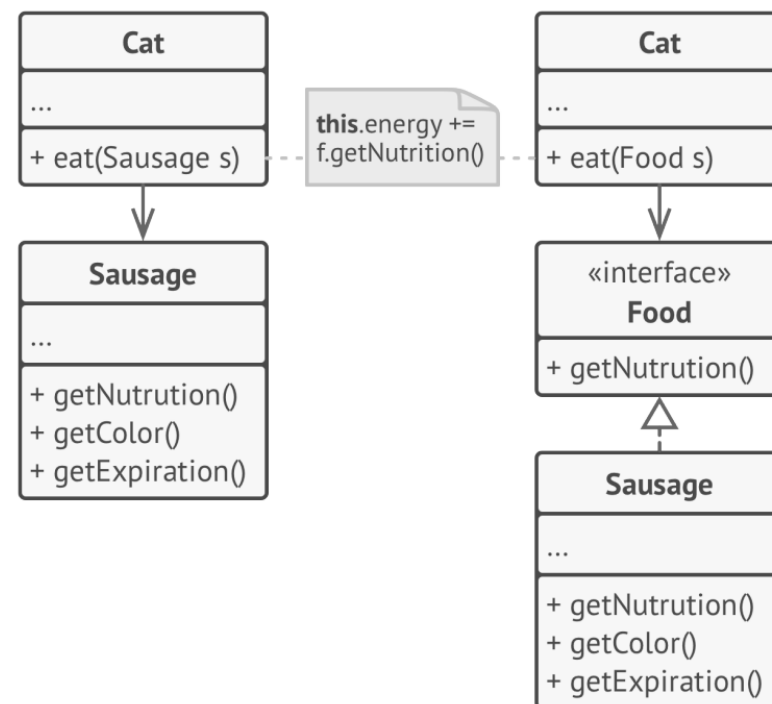 Cat
...
+ eat(Sausage s)
Sausage
...
+ getNutrution()
+ getColor()
+ getExpiration()
this.energy +=
f.getNutrition()
Cat
...
+ eat(Food s)
«interface»
Food
+ getNutrution()
Sausage
...
+ getNutrution()
+ getColor()
+ getExpiration()